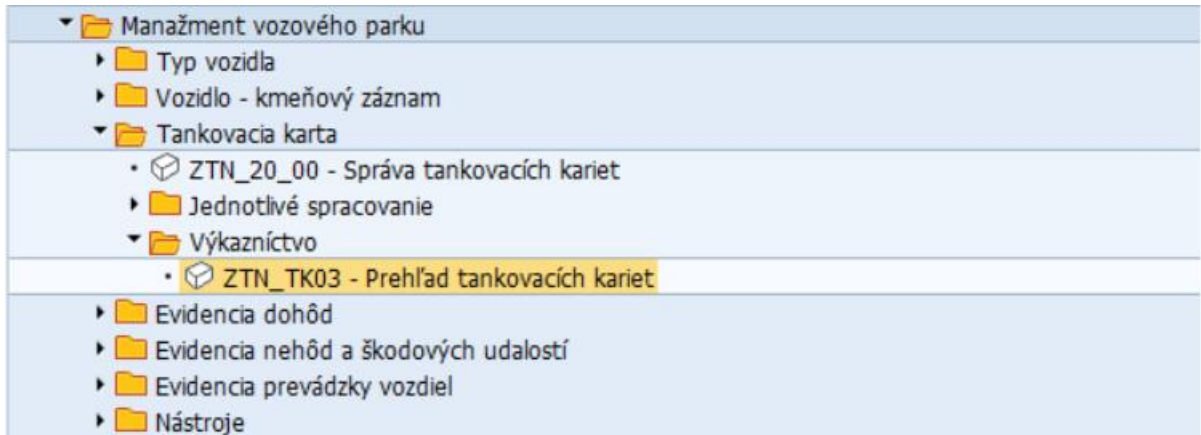 Manažment vozového parku
Typ vozidla
Vozidlo - kmeňový záznam
Tankovacia karta
ZTN_20_00 - Správa tankovacích kariet
Jednotlivé spracovanie
Výkazníctvo
ZTN_TK03 - Prehľad tankovacích kariet
Evidencia dohôd
Evidencia nehôd a škodových udalostí
Evidencia prevádzky vozdiel
Nástroje